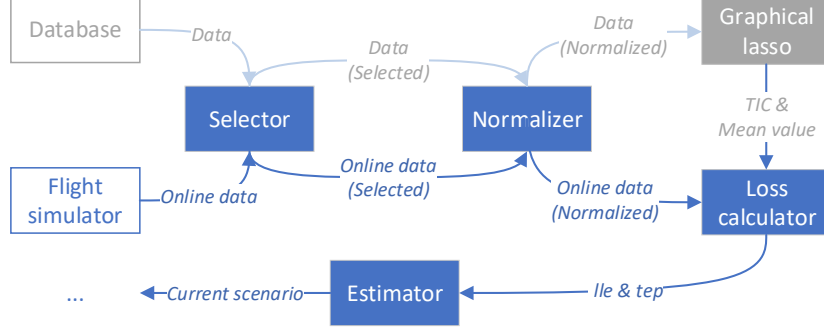 Database
Data
Data
(Selected)
Data
(Normalized)
Graphical
lasso
Selector
Normalizer
TIC &
Mean value
Flight
simulator
Online data
Online data
(Selected)
Online data
(Normalized)
Loss
calculator
...
Current scenario
Estimator
lle & tep